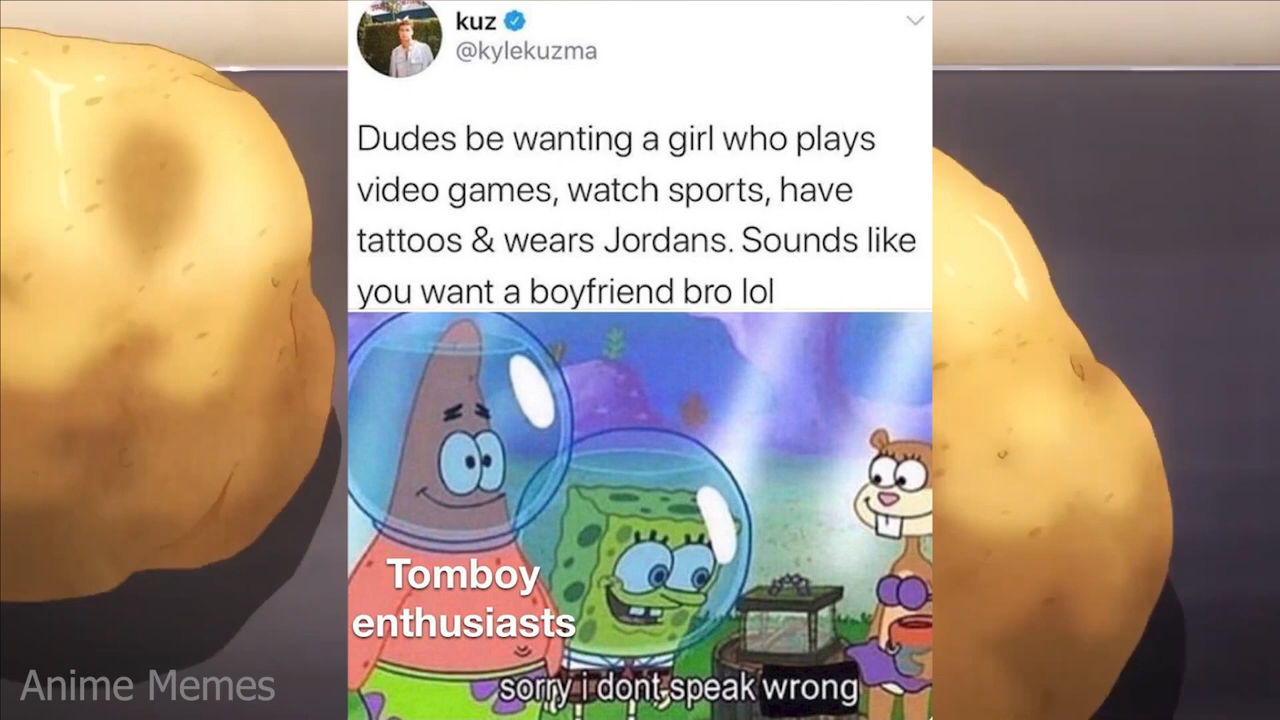 kuz
@kylekuzma
Dudes be wanting a girl who plays
video games, watch sports, have
tattoos & wears Jordans. Sounds like
you want a boyfriend bro lol
Tomboy
enthusiasts
sorry i dont speak wrong
Anime Memes